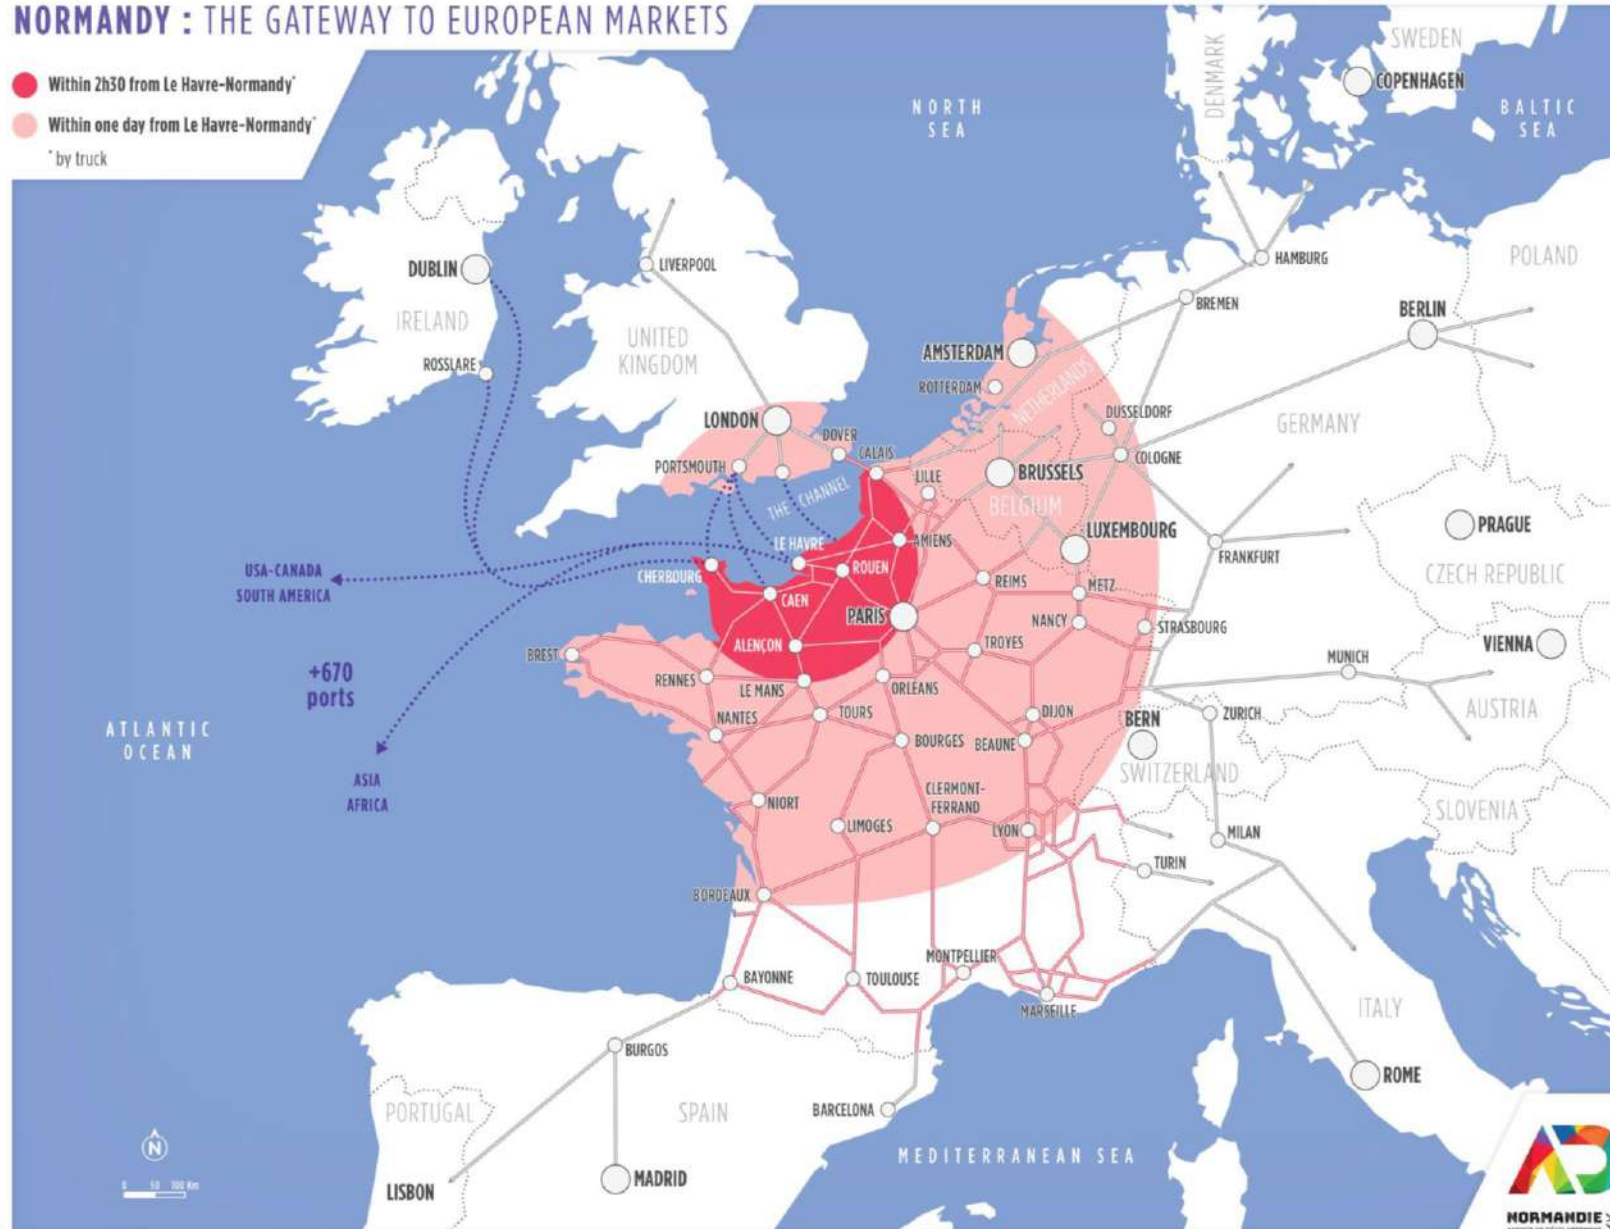 NORMANDY : THE GATEWAY TO EUROPEAN MARKETS
Within 2h30 from Le Havre-Normandy*
Within one day from Le Havre-Normandy*
* by truck
NORTH
SEA
DENMARK
SWEDEN
COPENHAGEN
BALTIC
SEA
DUBLIN
IRELAND
ROSSLARE
LIVERPOOL
UNITED
KINGDOM
HAMBURG
BREMEN
POLAND
BERLIN
AMSTERDAM
ROTTERDAM
NETHERLANDS
DUSSELDORF
GERMANY
COLOGNE
LONDON
DOVER
CALAIS
PORTSMOUTH
THE CHANNEL
LILLE
BRUSSELS
BELGIUM
LUXEMBOURG
PRAGUE
FRANKFURT
CZECH REPUBLIC
LE HAVRE
AMIENS
ROUEN
CHERBOURG
CAEN
REIMS
METZ
USA-CANADA
SOUTH AMERICA
PARIS
NANCY
STRASBOURG
ALENÇON
TROYES
VIENNA
MUNICH
BREST
RENNES
LE MANS
ORLÉANS
+670
ports
NANTES
TOURS
DIJON
BERN
ZURICH
AUSTRIA
ATLANTIC
OCEAN
BOURGES
BEAUNE
SWITZERLAND
ASIA
AFRICA
NIORT
CLERMONT-
FERRAND
LIMOGES
LYON
MILAN
SLOVENIA
TURIN
BORDEAUX
MONTPELLIER
BAYONNE
TOULOUSE
MARSEILLE
ITALY
BURGOS
ROME
PORTUGAL
SPAIN
BARCELONA
MEDITERRANEAN SEA
LISBON
MADRID
N
0 50 100 Km
NORMANDIE